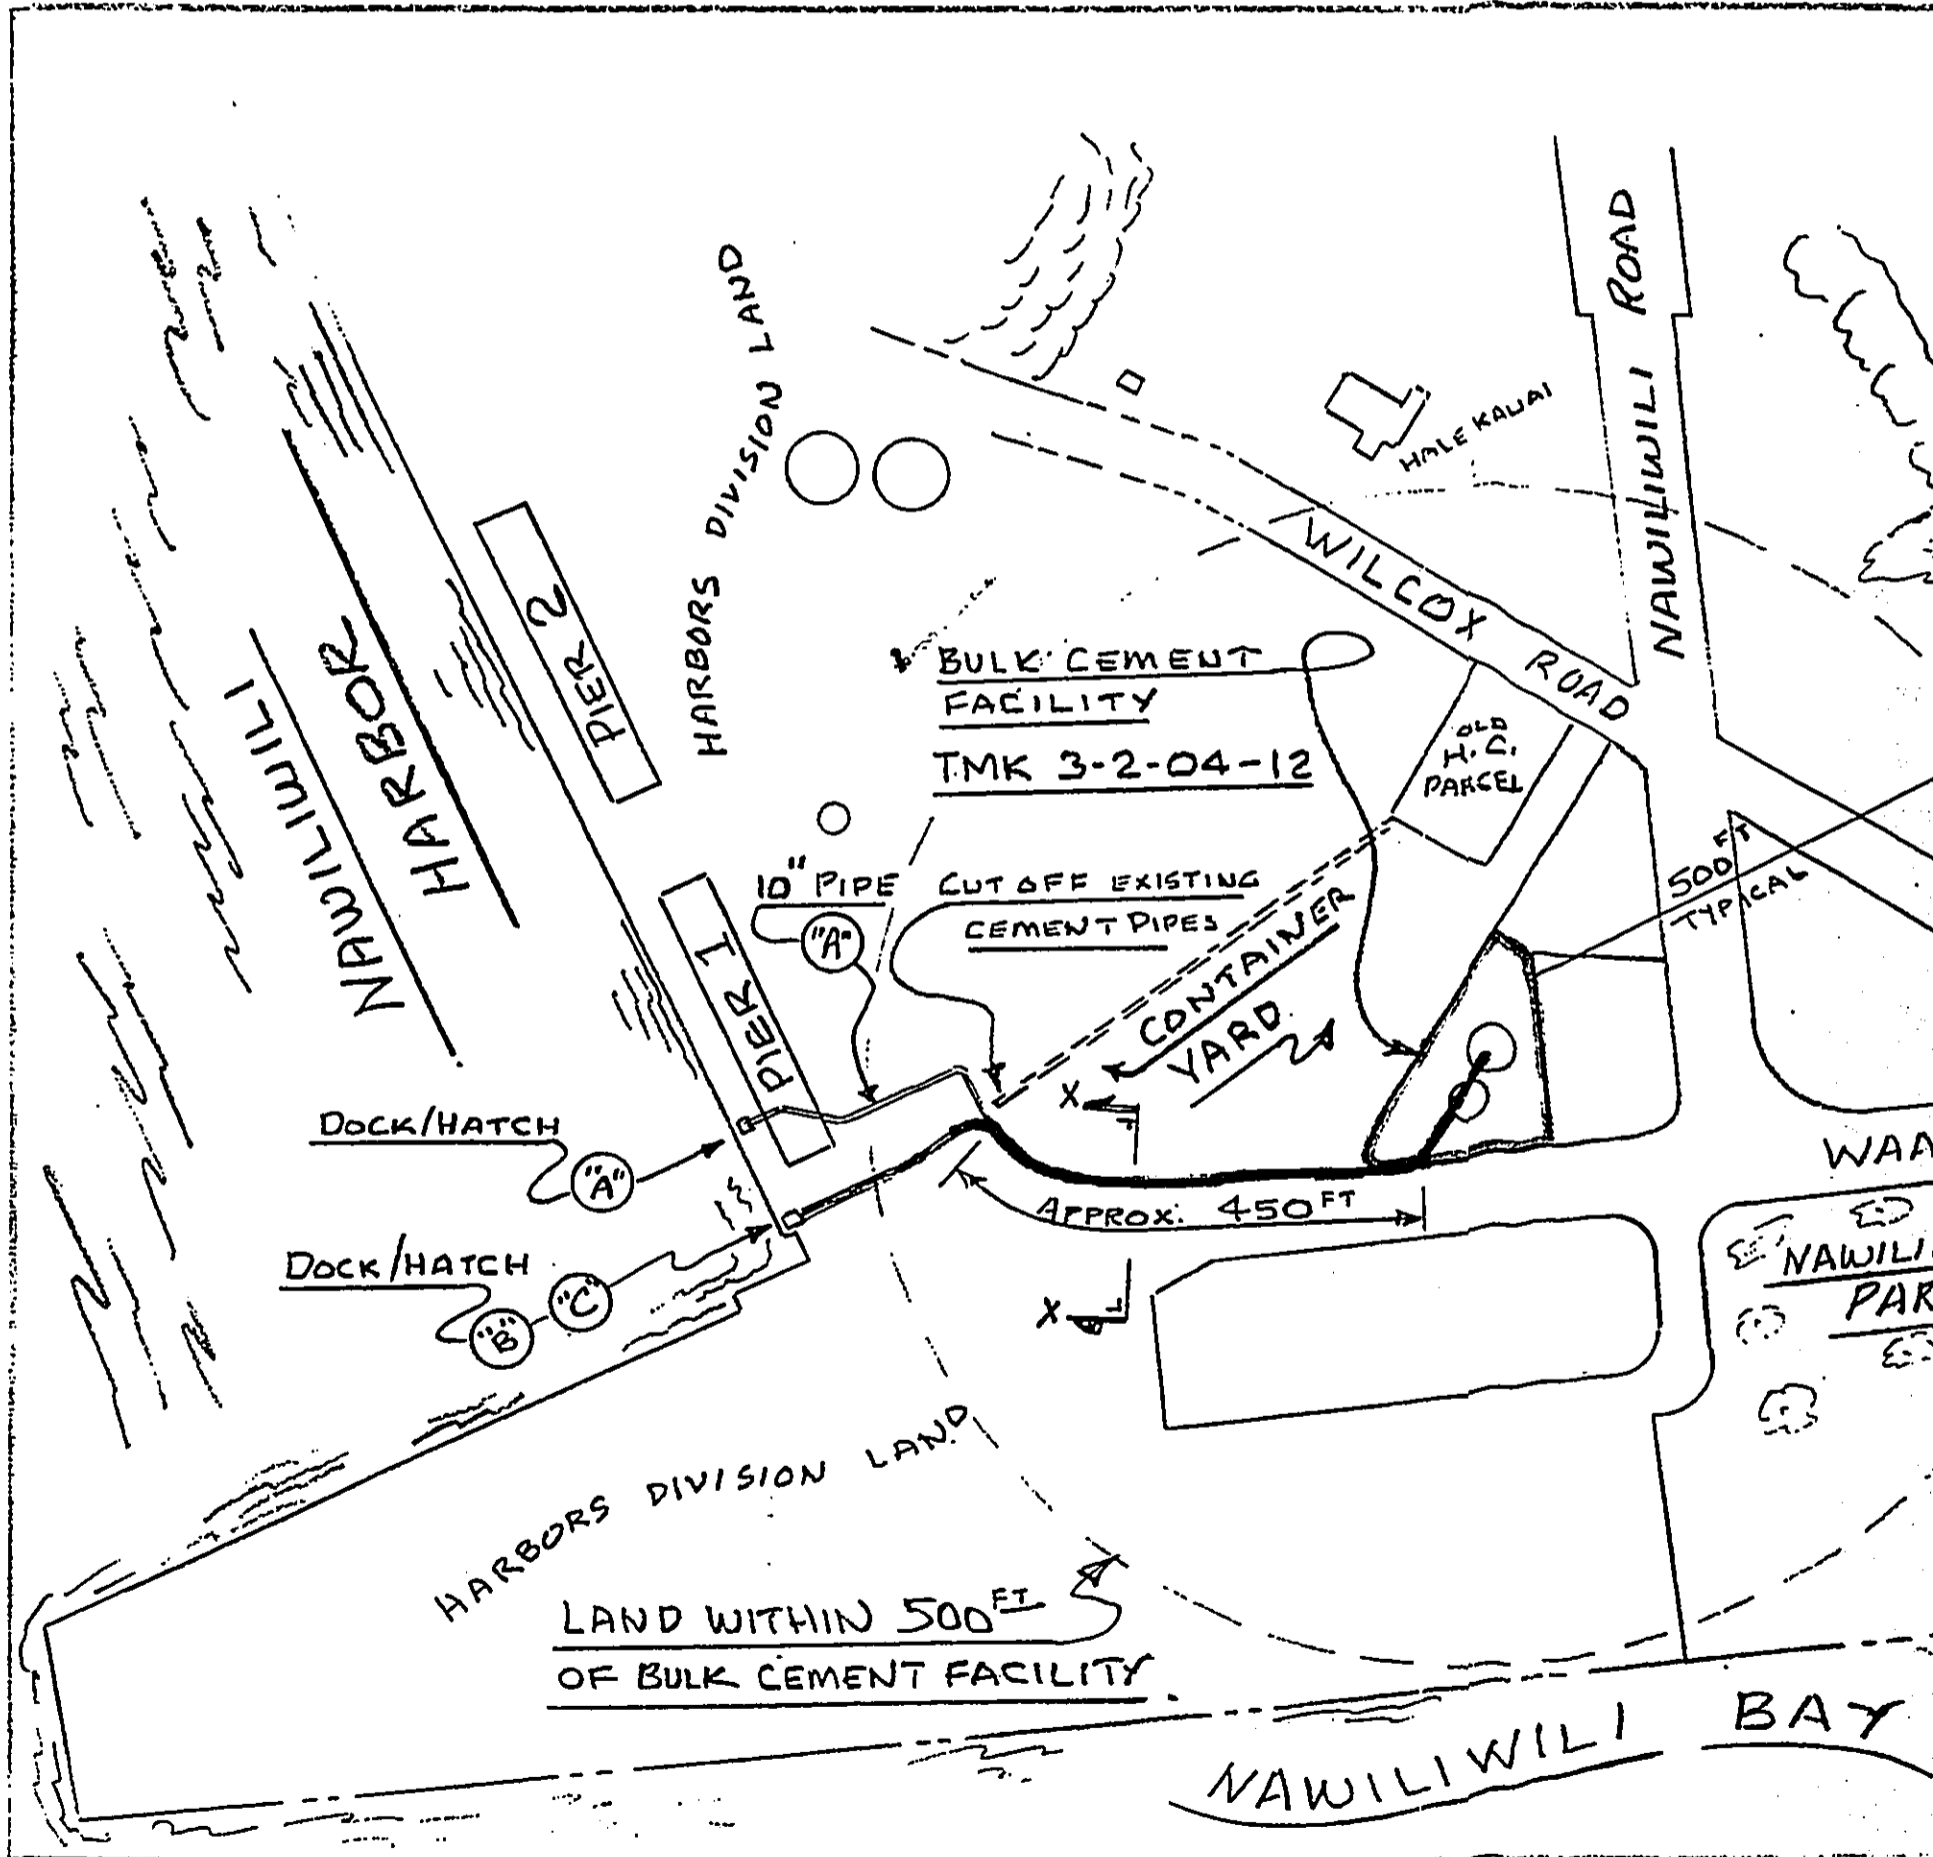 HARBORS DIVISION LAND
NAWILIWILI ROAD
ROAD
HALE KAUAI
WILCOX ROAD
NAWILIWILI
HARBOR
PIER 2
BULK CEMENT
FACILITY
TMK 3-2-04-12
OLD
H.C.
PARCEL
500 FT
TYPICAL
10" PIPE
"A"
CUT OFF EXISTING
CEMENT PIPES
PIER 1
CONTAINER
YARD
X
DOCK/HATCH
"A"
APPROX. 450 FT
WAA
DOCK/HATCH
"B"
"C"
X
NAWILI
PAR
HARBORS DIVISION LAND
LAND WITHIN 500 FT
OF BULK CEMENT FACILITY
NAWILIWILI BAY